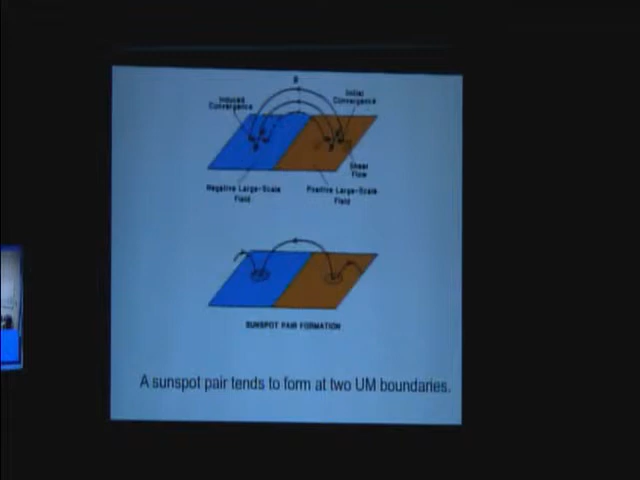 B
Induced
Convergence
Initial
Convergence
Shear
Flow
Negative Large-Scale
Field
Positive Large-Scale
Field
SUNSPOT PAIR FORMATION
A sunspot pair tends to form at two UM boundaries.